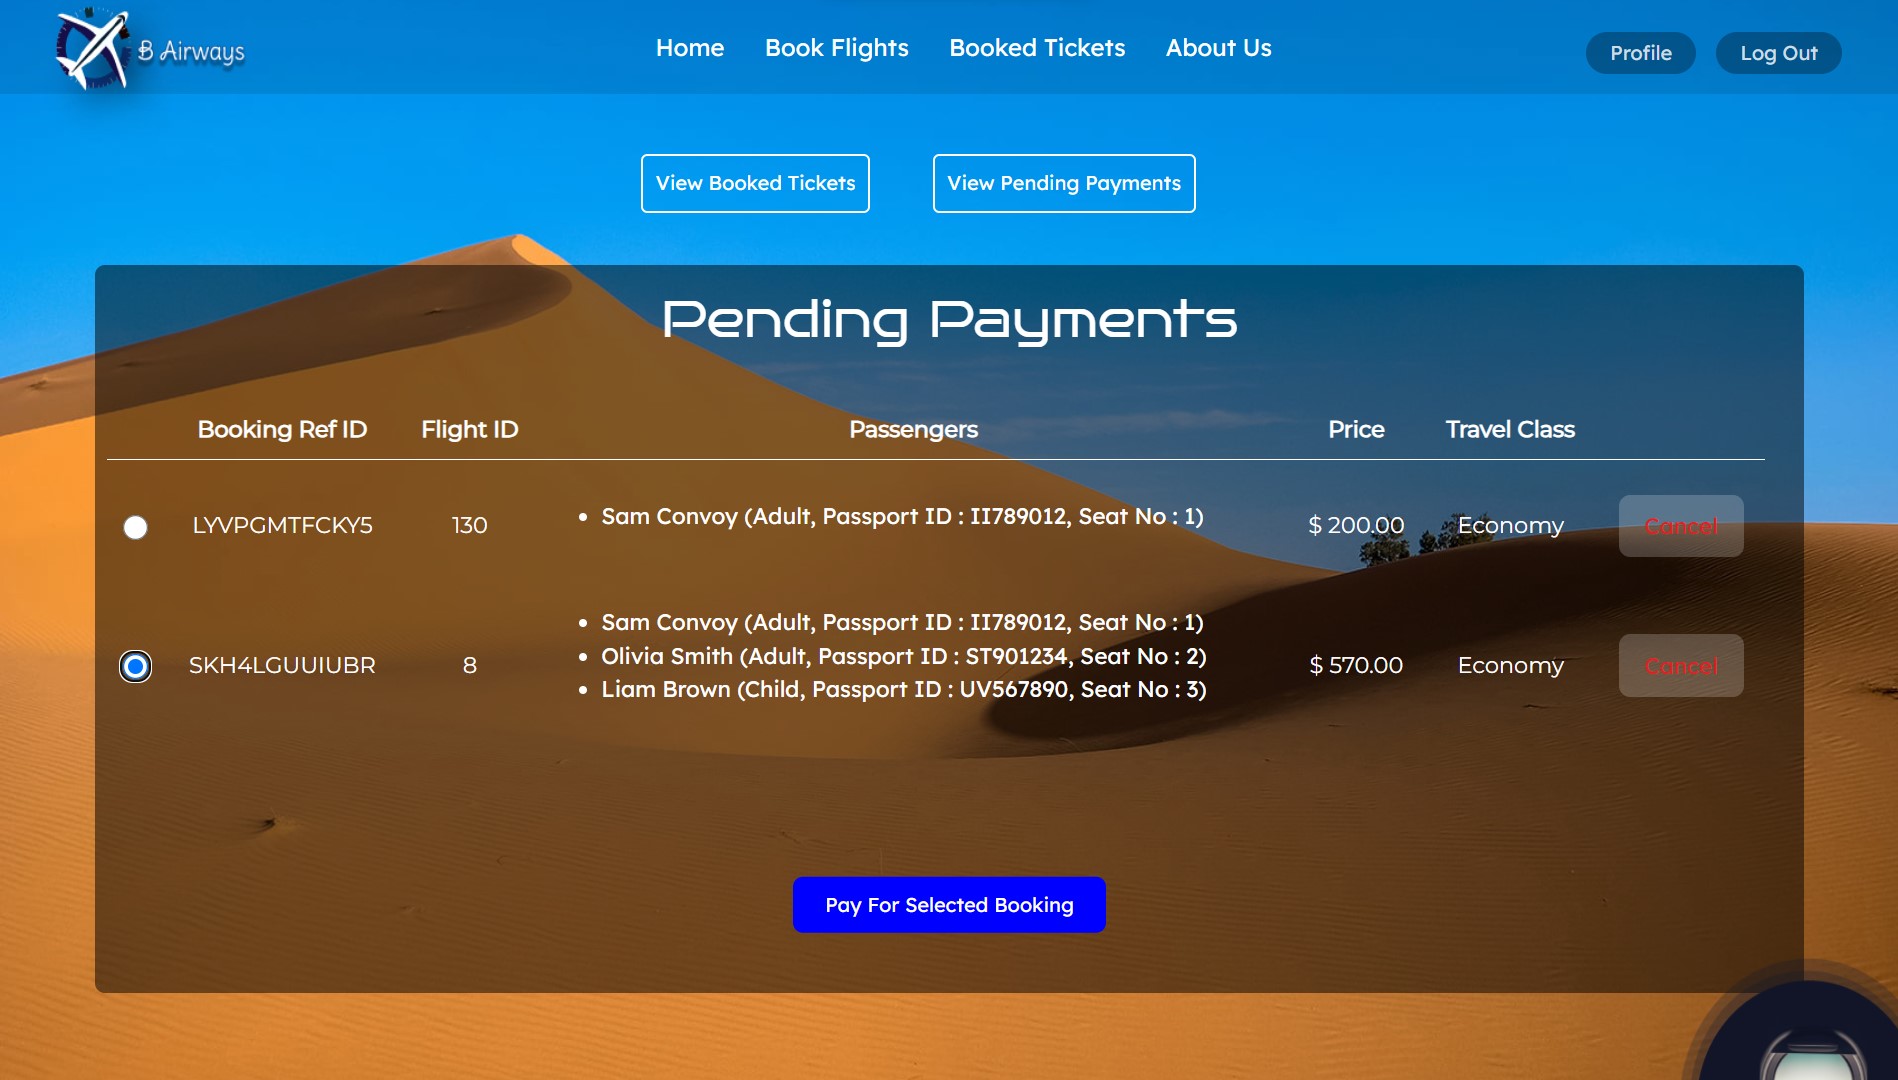 B Airways
Home Book Flights Booked Tickets About Us
Profile Log Out
View Booked Tickets View Pending Payments
Pending Payments
Booking Ref ID Flight ID Passengers Price Travel Class
LYVPGMTFCKY5 130 • Sam Convoy (Adult, Passport ID : II789012, Seat No : 1) $ 200.00 Economy Cancel
• Sam Convoy (Adult, Passport ID : II789012, Seat No : 1)
SKH4LGUUIUBR 8 • Olivia Smith (Adult, Passport ID : ST901234, Seat No : 2) $ 570.00 Economy Cancel
• Liam Brown (Child, Passport ID : UV567890, Seat No : 3)
Pay For Selected Booking